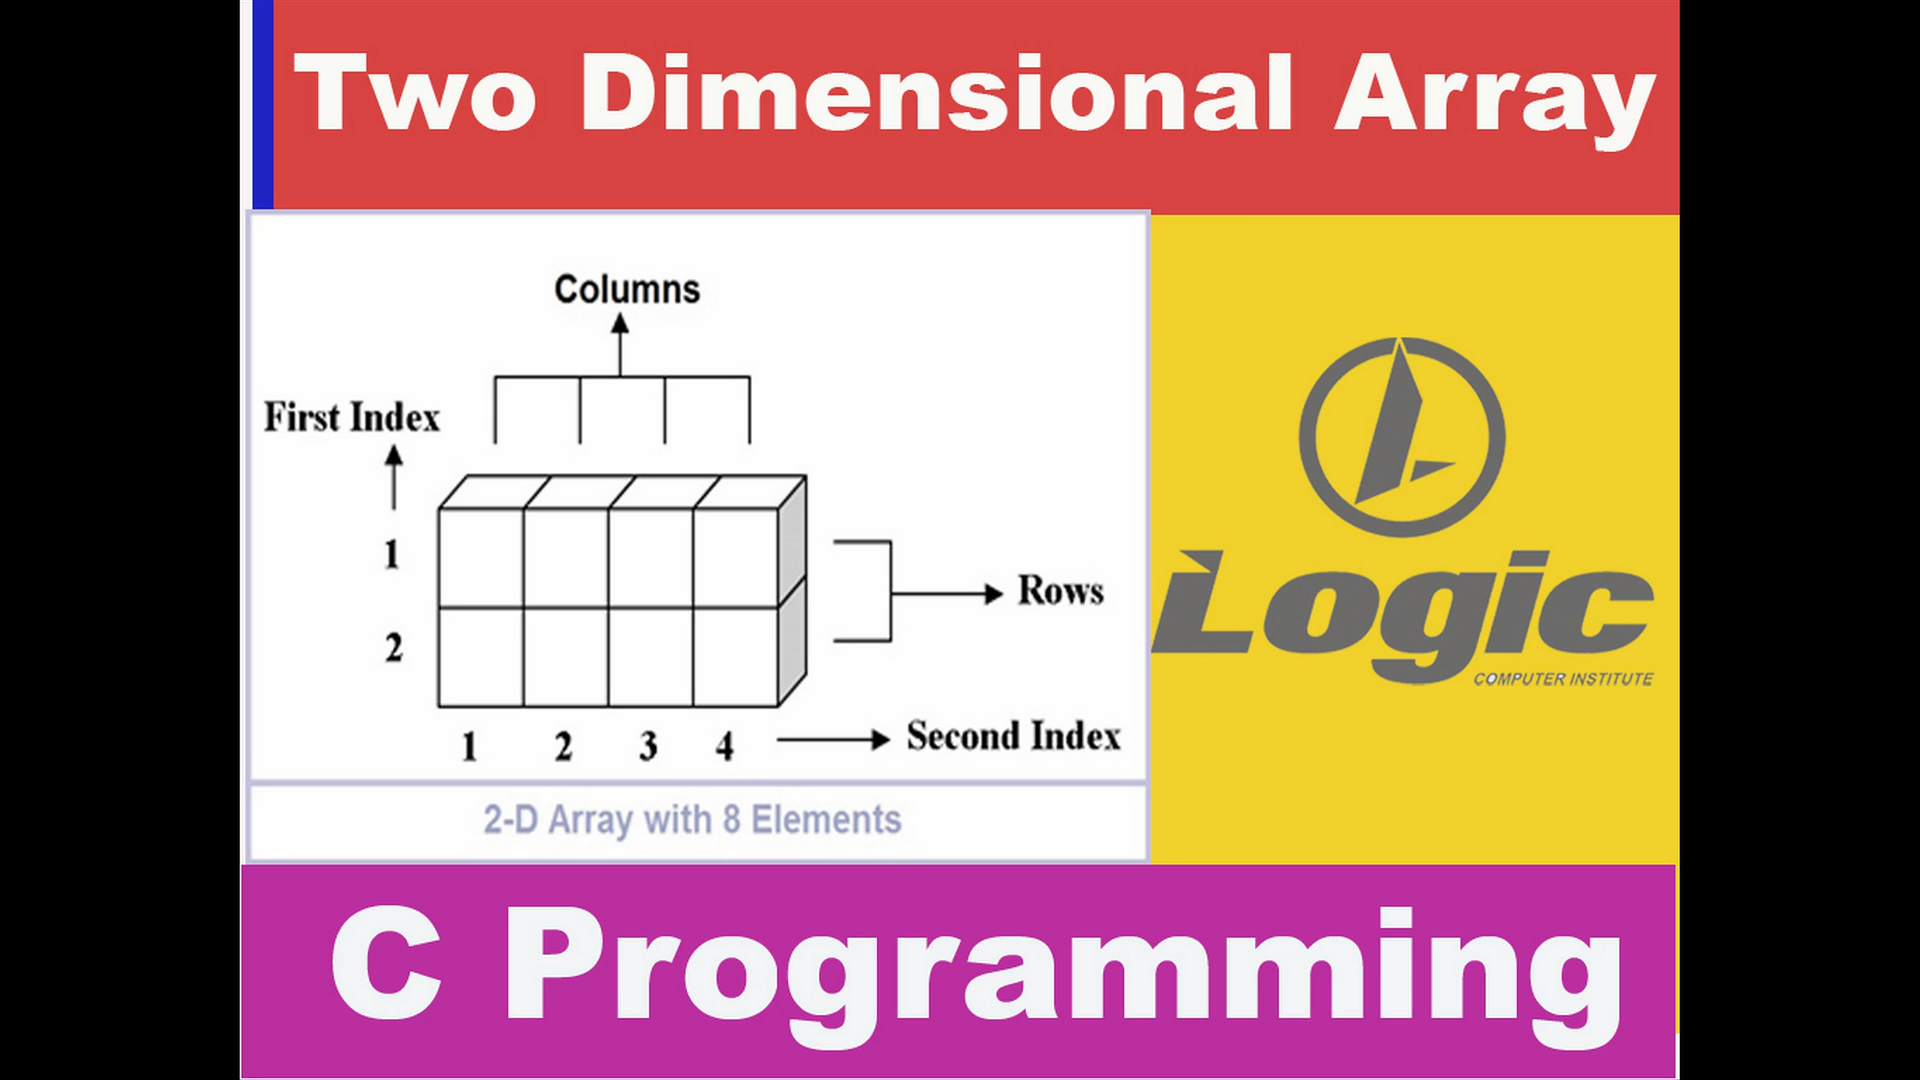 Two Dimensional Array
Columns
First Index
1
2
Rows
1 2 3 4
Second Index
2-D Array with 8 Elements
Logic
COMPUTER INSTITUTE
C Programming